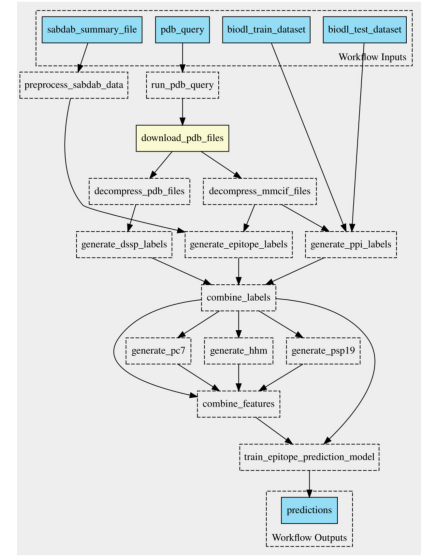 sabdab_summary_file
pdb_query
biodl_train_dataset
biodl_test_dataset
Workflow Inputs
preprocess_sabdab_data
run_pdb_query
download_pdb_files
decompress_pdb_files
decompress_mmcif_files
generate_dssp_labels
generate_epitope_labels
generate_ppi_labels
combine_labels
generate_pc7
generate_hhm
generate_psp19
combine_features
train_epitope_prediction_model
predictions
Workflow Outputs